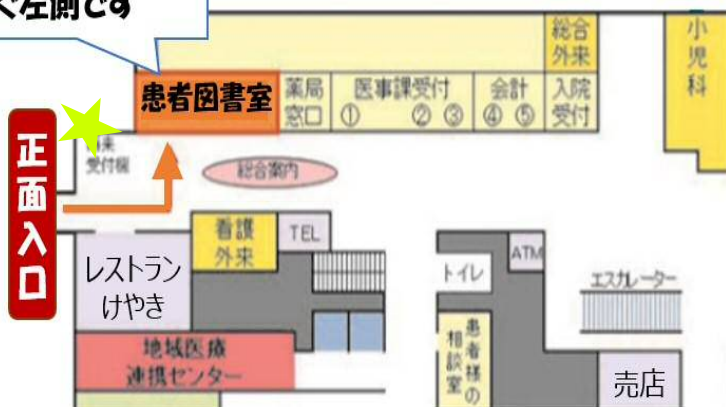 左側です
総合
外来
小児科
患者図書室
薬局
窓口
医事課受付
① ② ③
会計
④ ⑤
入院
受付
正面入口
受付機
総合案内
看護
外来
TEL
レストラン
けやき
トイレ
ATM
エスカレーター
地域医療
連携センター
患者様の
相談室
売店